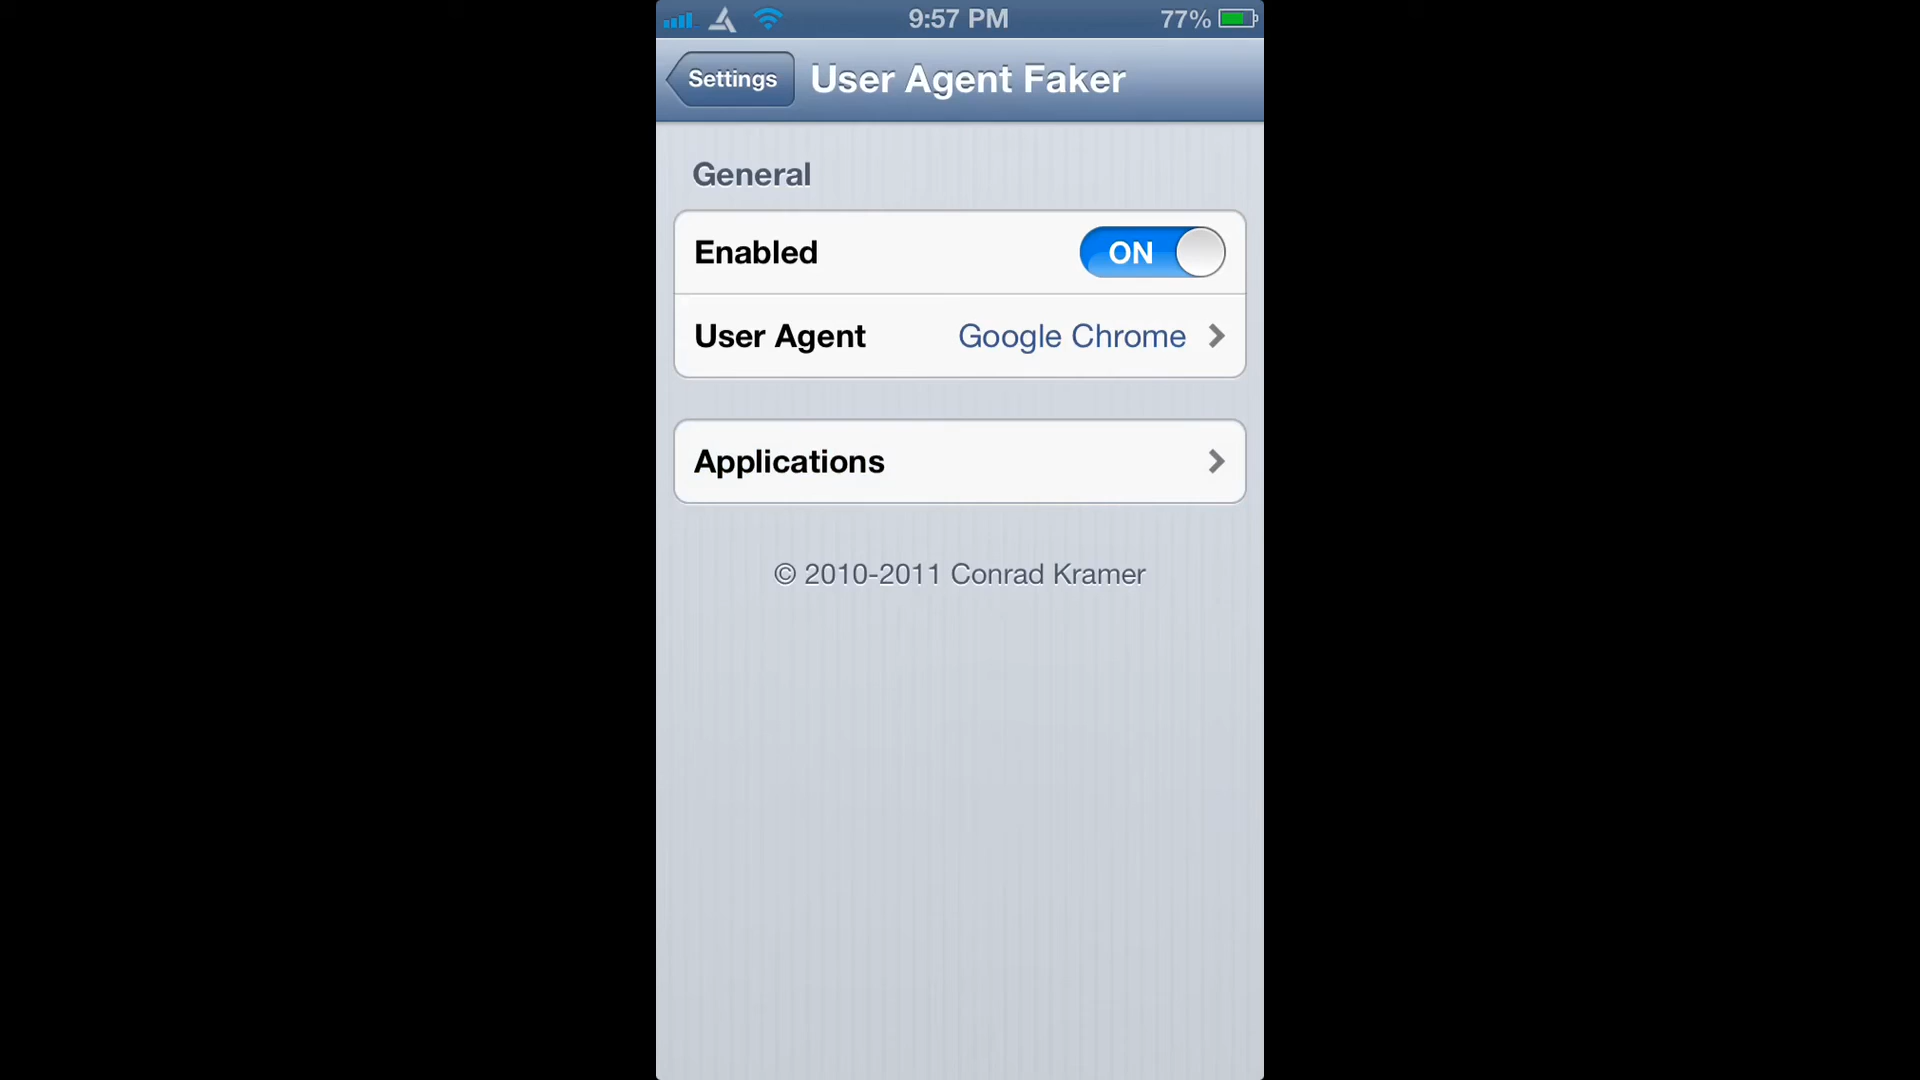 9:57 PM
77%
Settings
User Agent Faker
General
Enabled ON
User Agent Google Chrome
Applications
© 2010-2011 Conrad Kramer